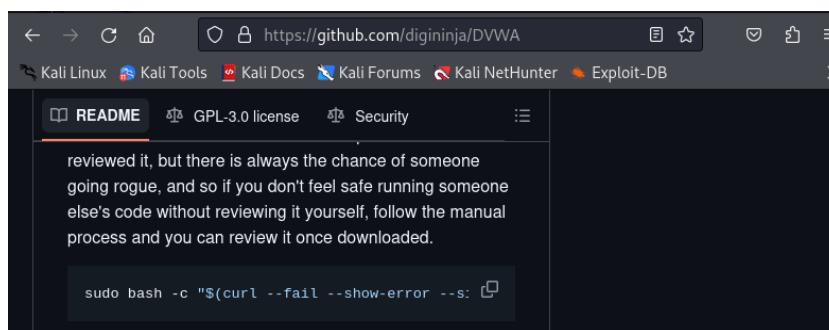 https://github.com/digininja/DVWA
Kali Linux Kali Tools Kali Docs Kali Forums Kali NetHunter Exploit-DB
README GPL-3.0 license Security
reviewed it, but there is always the chance of someone
going rogue, and so if you don't feel safe running someone
else's code without reviewing it yourself, follow the manual
process and you can review it once downloaded.
sudo bash -c "$(curl --fail --show-error --s